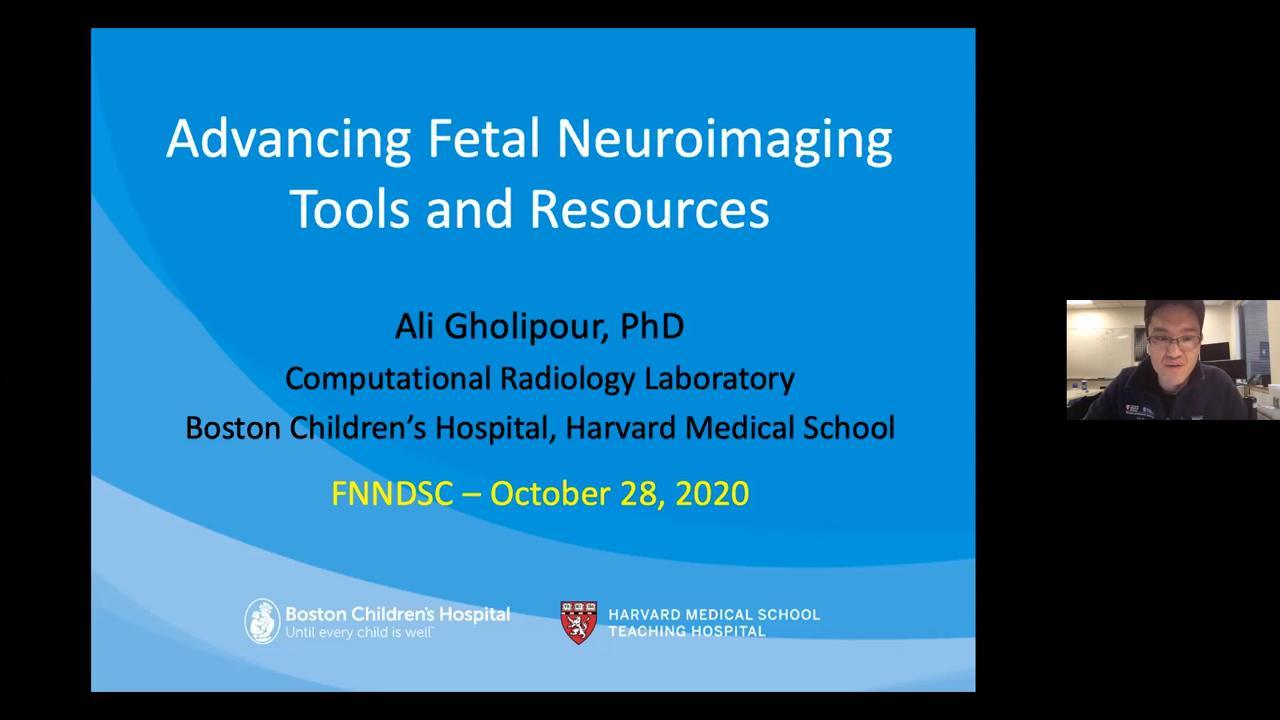 Advancing Fetal Neuroimaging
Tools and Resources
Ali Gholipour, PhD
Computational Radiology Laboratory
Boston Children’s Hospital, Harvard Medical School
FNNDSC – October 28, 2020
Boston Children's Hospital
Until every child is well™
HARVARD MEDICAL SCHOOL
TEACHING HOSPITAL